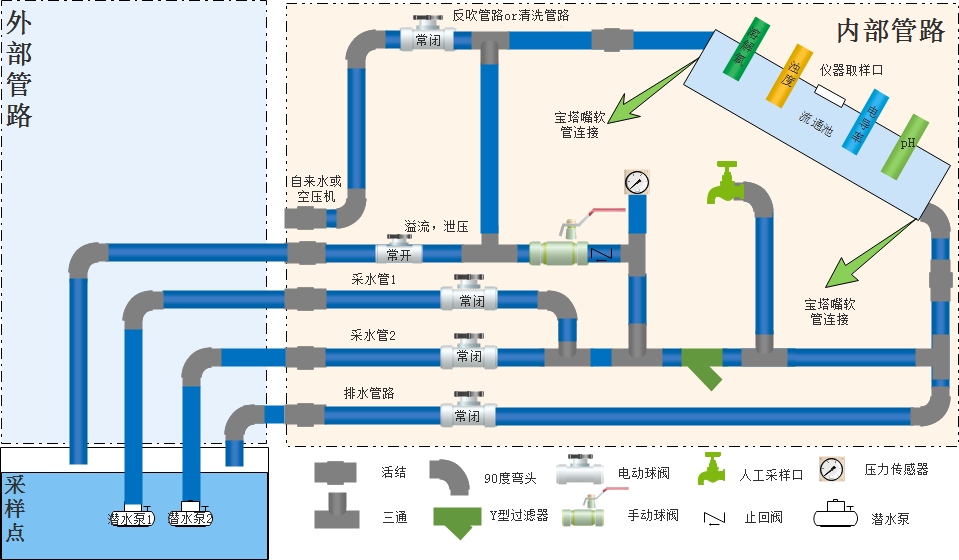 外部管路
内部管路
反吹管路or清洗管路
常闭
溶解氧
浊度
仪器取样口
流通池
电导率
pH
宝塔嘴软
管连接
自来水或
空压机
溢流，泄压
常开
采水管1
常闭
宝塔嘴软
管连接
采水管2
常闭
排水管路
常闭
采样点
潜水泵1
潜水泵2
活结
90度弯头
电动球阀
人工采样口
压力传感器
三通
Y型过滤器
手动球阀
止回阀
潜水泵